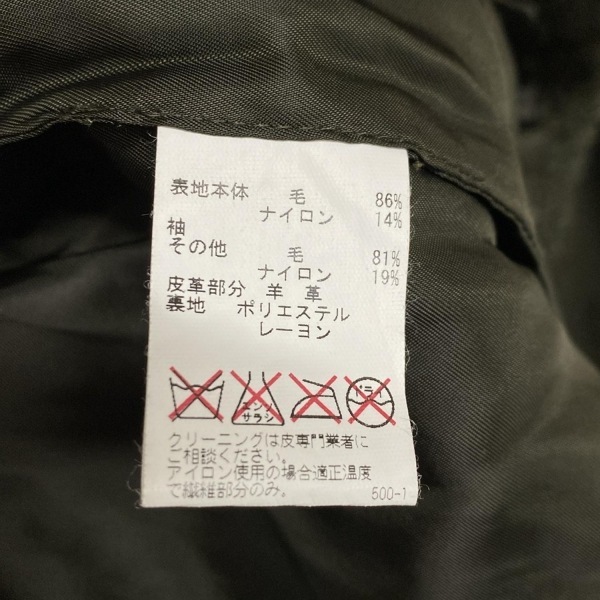 表地本体 毛 86%
ナイロン 14%
袖
その他 毛 81%
ナイロン 19%
皮革部分 羊 革
裏地 ポリエステル
レーヨン
エンソ
サラシ
ドライ
クリーニングは皮専門業者に
ご相談ください。
アイロン使用の場合適正温度
で繊維部分のみ。
500-1